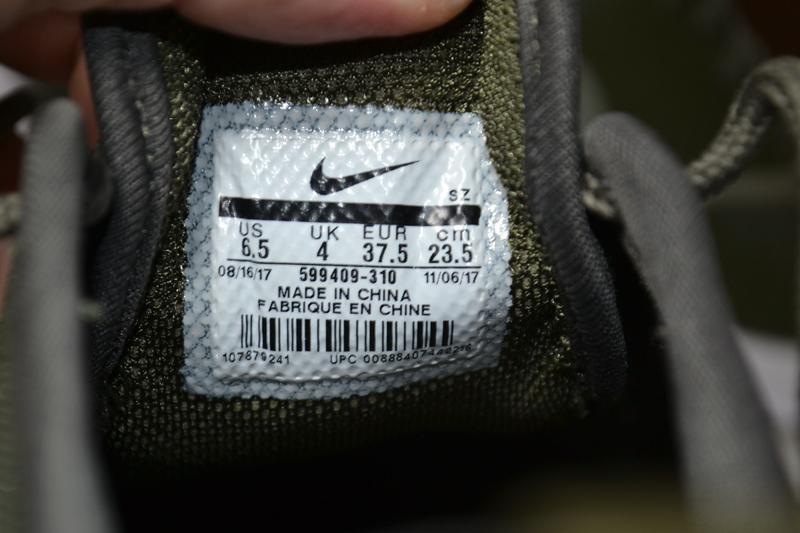 SZ
US UK EUR cm
6.5 4 37.5 23.5
08/16/17 599409-310 11/06/17
MADE IN CHINA
FABRIQUE EN CHINE
107879241 UPC